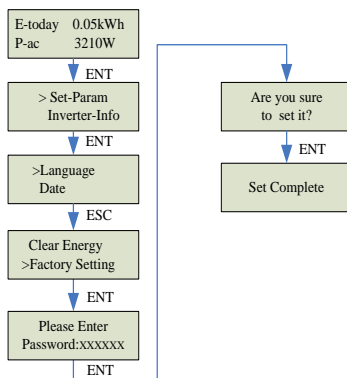 E-today 0.05kWh
P-ac 3210W
ENT
> Set-Param
Inverter-Info
ENT
>Language
Date
ESC
Clear Energy
>Factory Setting
ENT
Please Enter
Password:xxxxxx
ENT
Are you sure
to set it?
ENT
Set Complete